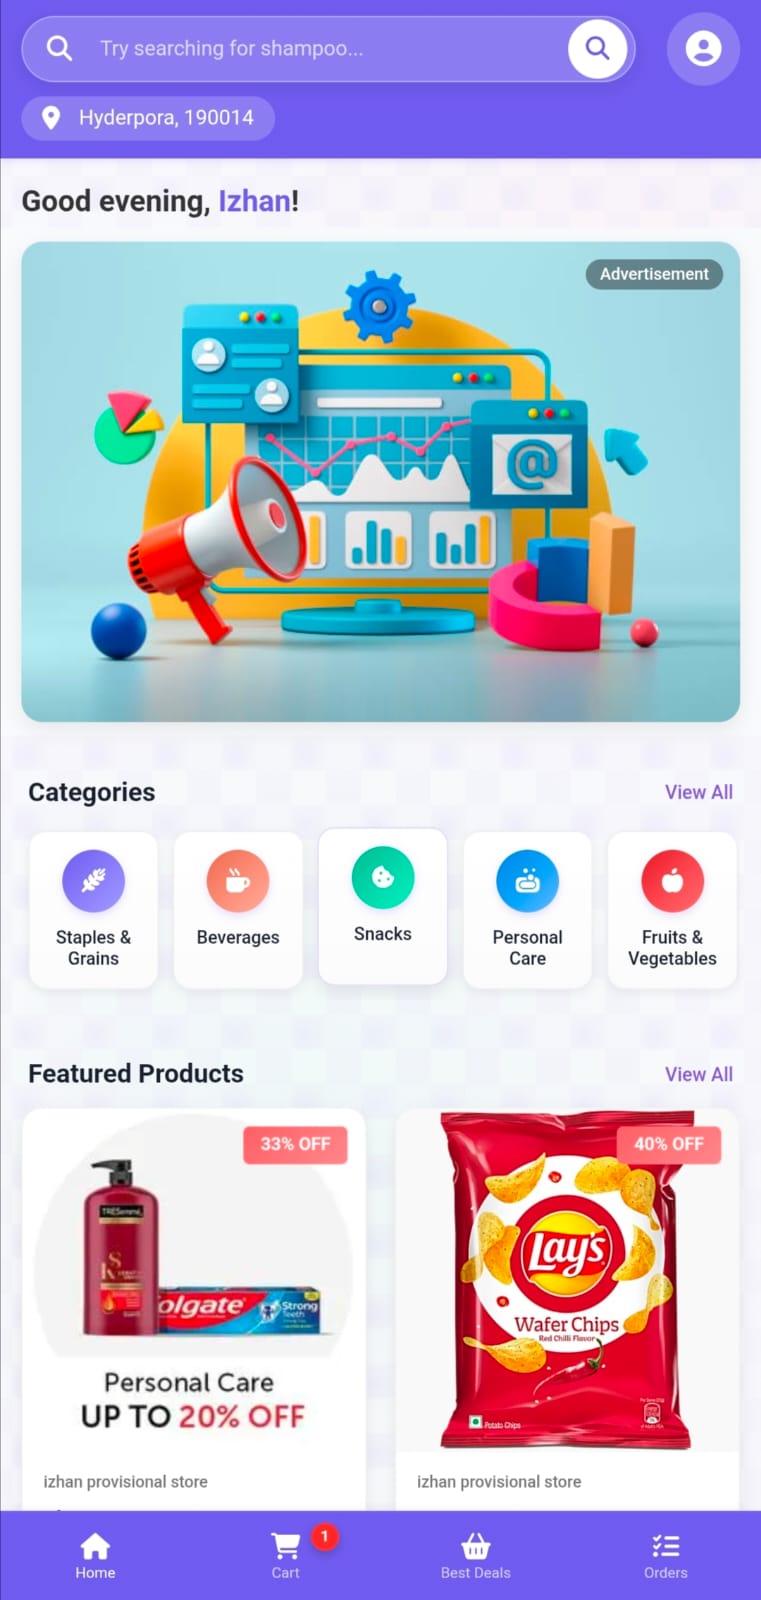 Try searching for shampoo...
Hyderpora, 190014
Good evening, Izhan!
Advertisement
@
Categories
View All
Staples &
Grains
Beverages
Snacks
Personal
Care
Fruits &
Vegetables
Featured Products
View All
33% OFF
TRESemmé
olgate
Strong
Teeth
Personal Care
UP TO 20% OFF
izhan provisional store
40% OFF
Lay's
Wafer Chips
Red Chilli Flavor
Potato Chips
izhan provisional store
Home
Cart
1
Best Deals
Orders